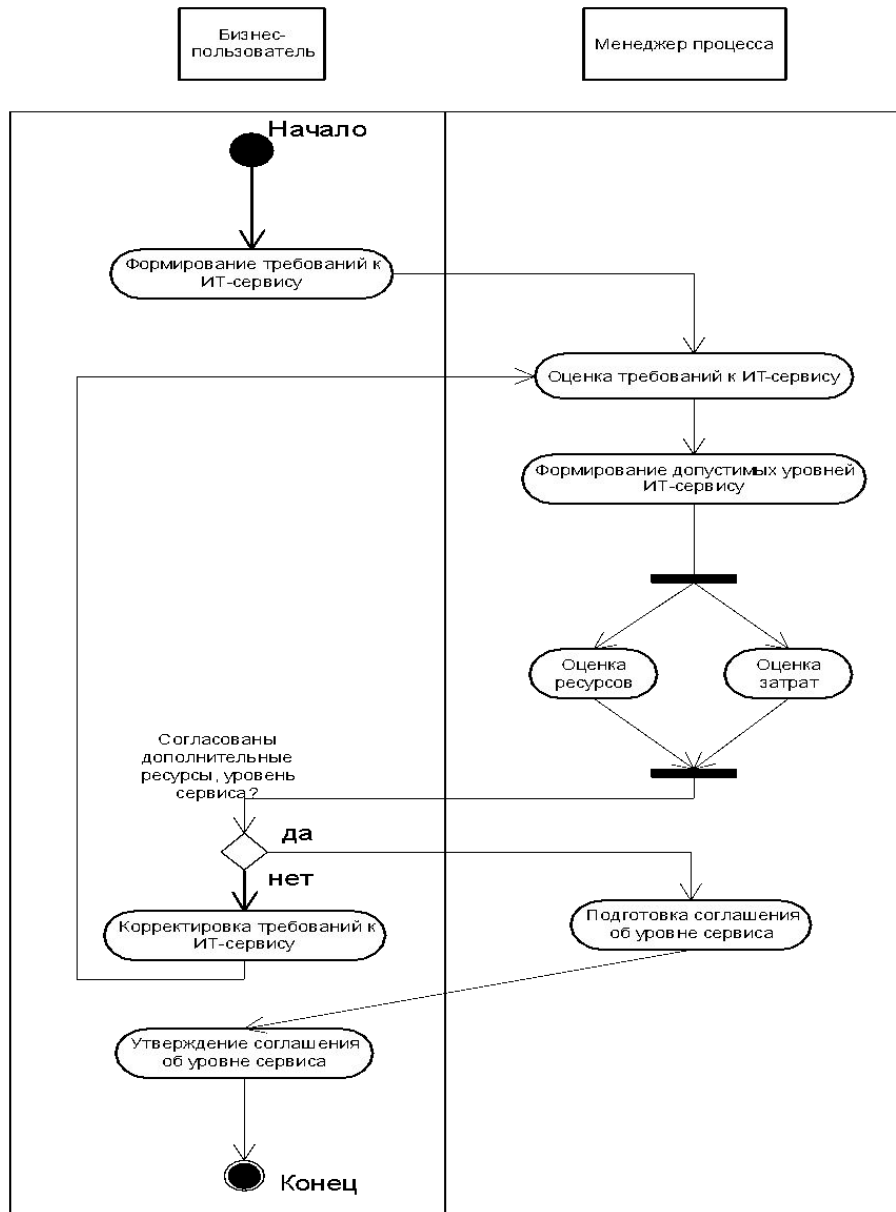 Бизнес-
пользователь
Менеджер процесса
Начало
Формирование требований к
ИТ-сервису
Оценка требований к ИТ-сервису
Формирование допустимых уровней
ИТ-сервису
Оценка
ресурсов
Оценка
затрат
Согласованы
дополнительные
ресурсы, уровень
сервиса?
да
нет
Корректировка требований к
ИТ-сервису
Подготовка соглашения
об уровне сервиса
Утверждение соглашения
об уровне сервиса
Конец